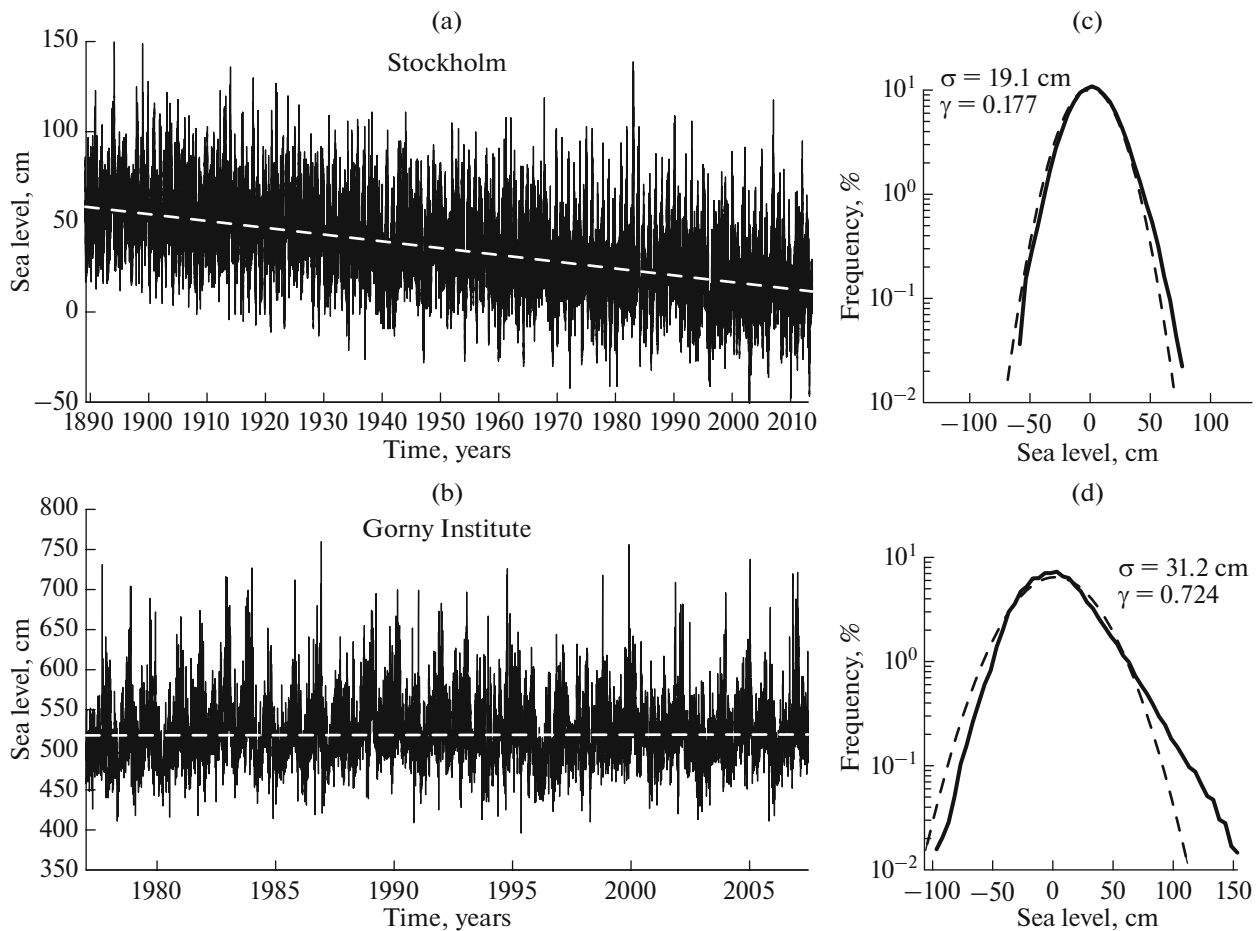 (a)
Stockholm
150
100
50
0
−50
Sea level, cm
1890 1900 1910 1920 1930 1940 1950 1960 1970 1980 1990 2000 2010
Time, years
(c)
σ = 19.1 cm
γ = 0.177
10¹
10⁰
10⁻¹
10⁻²
Frequency, %
−100 −50 0 50 100
Sea level, cm
(b)
Gorny Institute
800
750
700
650
600
550
500
450
400
350
Sea level, cm
1980 1985 1990 1995 2000 2005
Time, years
(d)
σ = 31.2 cm
γ = 0.724
10¹
10⁰
10⁻¹
10⁻²
Frequency, %
−100 −50 0 50 100 150
Sea level, cm